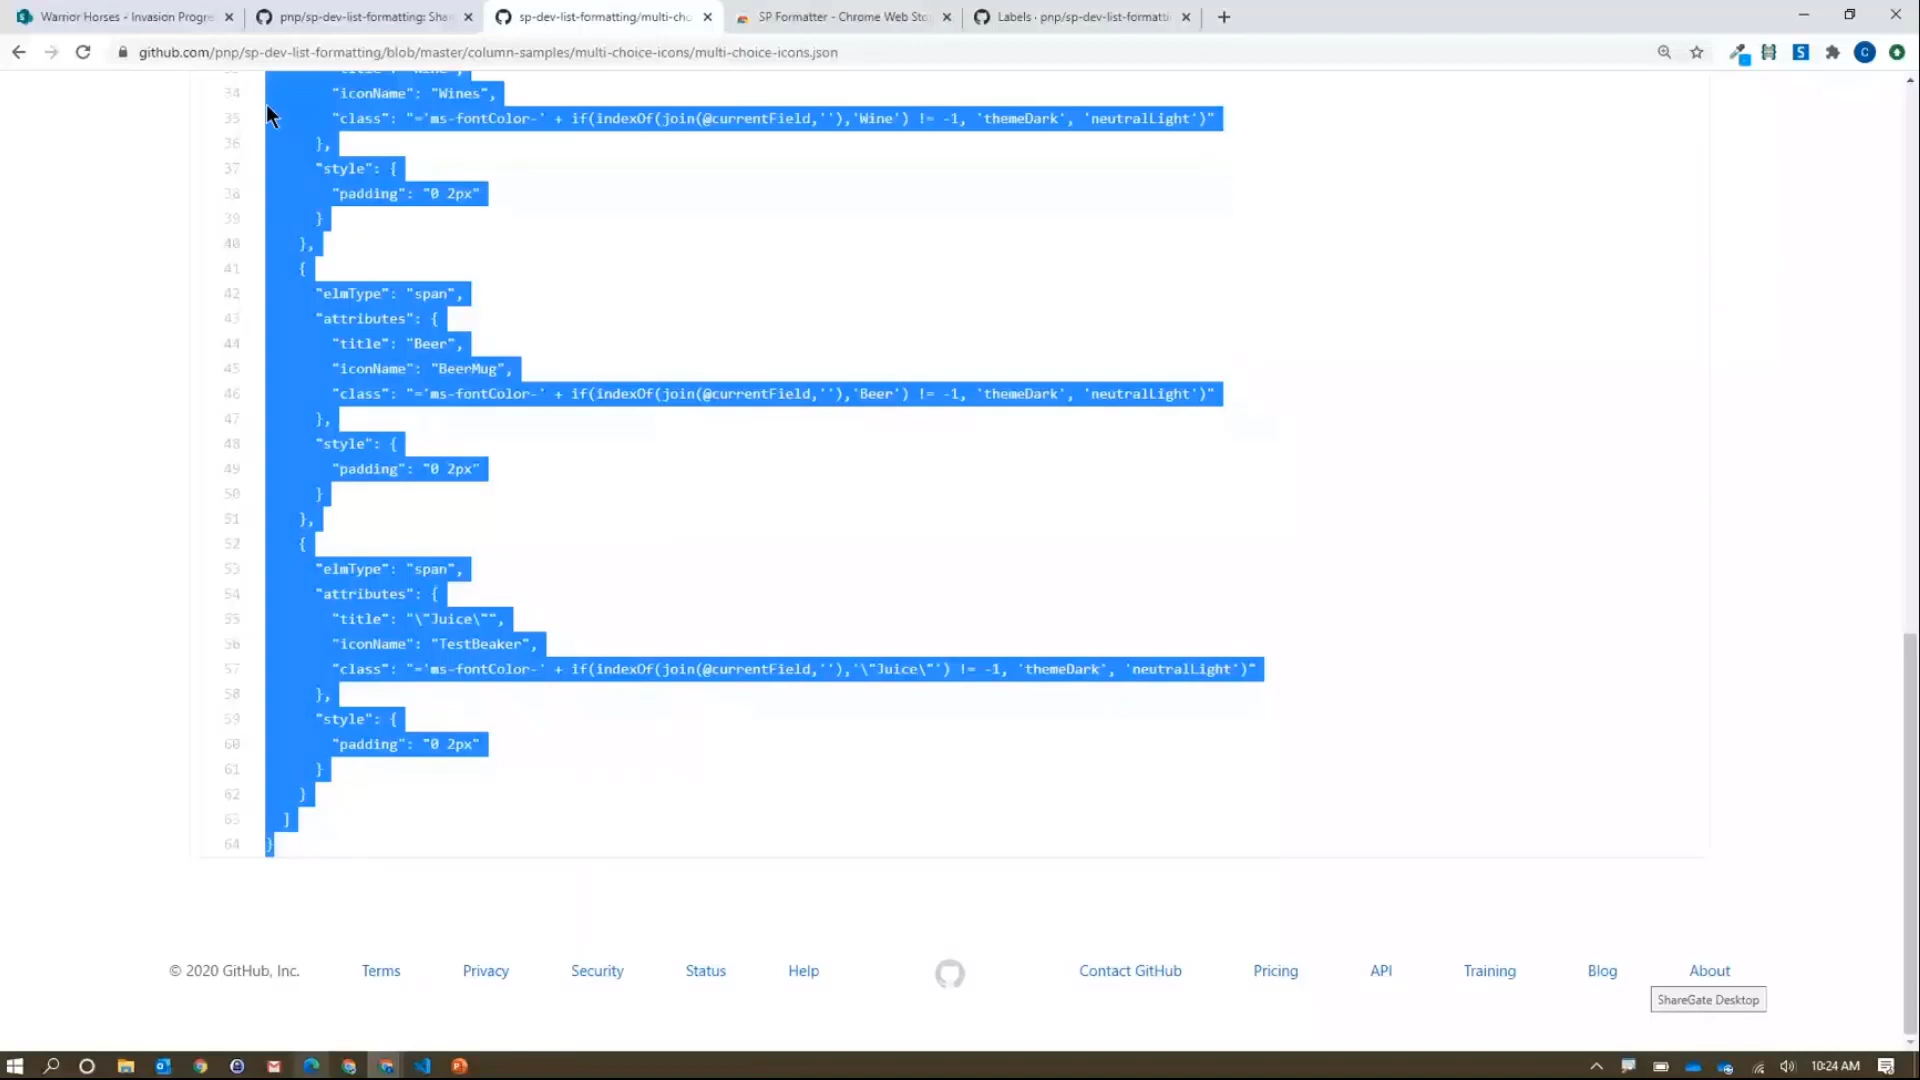 Warrior Horses - Invasion Progre
pnp/sp-dev-list-formatting: Sha
sp-dev-list-formatting/multi-cho
SP Formatter - Chrome Web Sto
Labels · pnp/sp-dev-list-formatti
github.com/pnp/sp-dev-list-formatting/blob/master/column-samples/multi-choice-icons/multi-choice-icons.json
34 "iconName": "Wines",
35 "class": "='ms-fontColor-' + if(indexOf(join(@currentField,''),'Wine') != -1, 'themeDark', 'neutralLight')"
36 },
37 "style": {
38 "padding": "0 2px"
39 }
40 },
41 {
42 "elmType": "span",
43 "attributes": {
44 "title": "Beer",
45 "iconName": "BeerMug",
46 "class": "='ms-fontColor-' + if(indexOf(join(@currentField,''),'Beer') != -1, 'themeDark', 'neutralLight')"
47 },
48 "style": {
49 "padding": "0 2px"
50 }
51 },
52 {
53 "elmType": "span",
54 "attributes": {
55 "title": "\"Juice\"",
56 "iconName": "TestBeaker",
57 "class": "='ms-fontColor-' + if(indexOf(join(@currentField,''),'\"Juice\"') != -1, 'themeDark', 'neutralLight')"
58 },
59 "style": {
60 "padding": "0 2px"
61 }
62 }
63 ]
64 }
© 2020 GitHub, Inc. Terms Privacy Security Status Help Contact GitHub Pricing API Training Blog About
ShareGate Desktop
10:24 AM